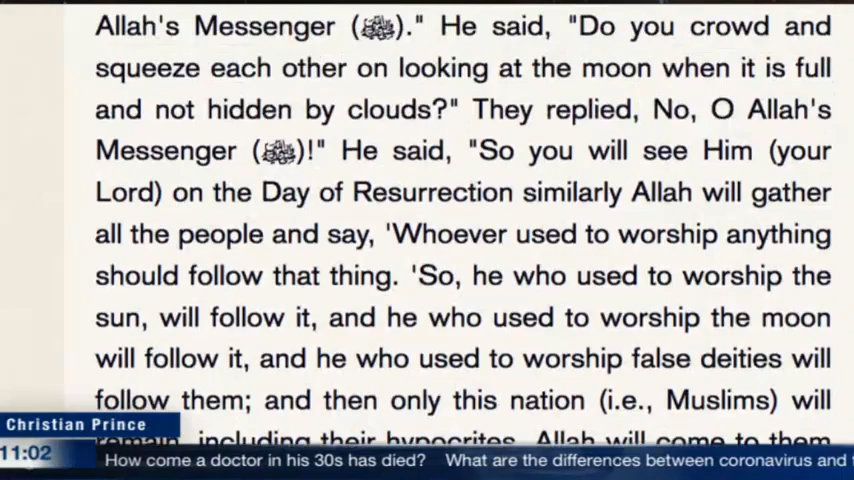 Allah's Messenger (ﷺ)." He said, "Do you crowd and
squeeze each other on looking at the moon when it is full
and not hidden by clouds?" They replied, No, O Allah's
Messenger (ﷺ)!" He said, "So you will see Him (your
Lord) on the Day of Resurrection similarly Allah will gather
all the people and say, 'Whoever used to worship anything
should follow that thing. 'So, he who used to worship the
sun, will follow it, and he who used to worship the moon
will follow it, and he who used to worship false deities will
follow them; and then only this nation (i.e., Muslims) will
remain, including their hypocrites. Allah will come to them
Christian Prince
11:02 How come a doctor in his 30s has died? What are the differences between coronavirus and